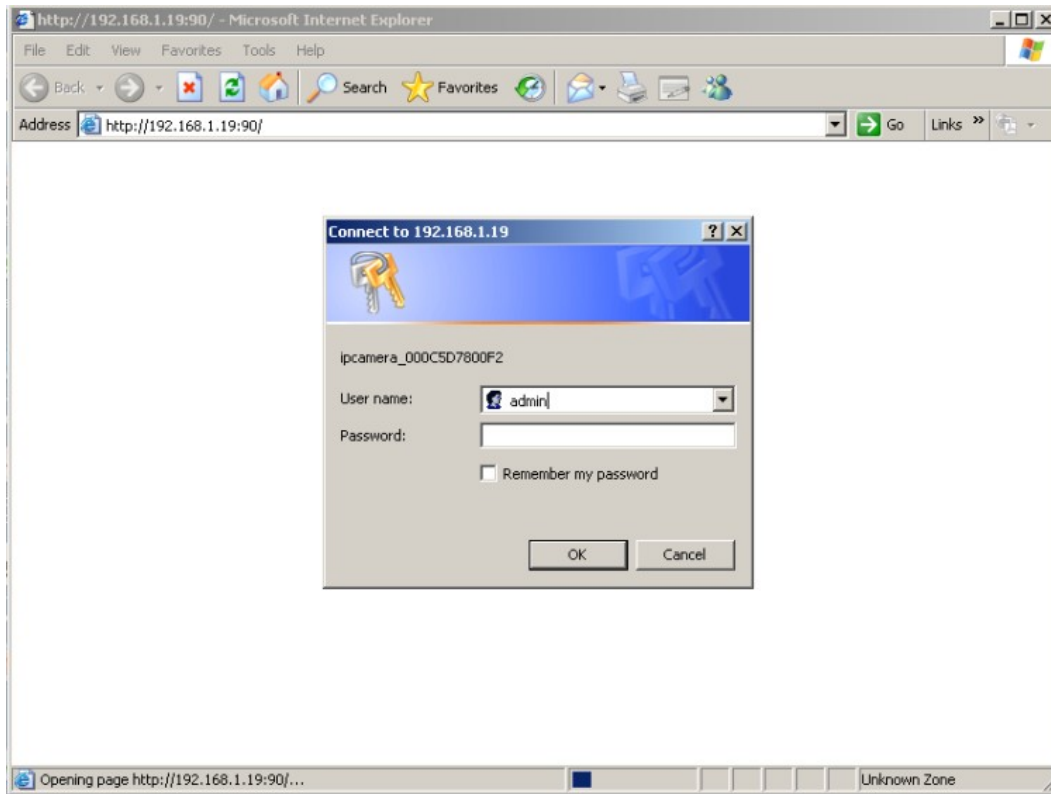 http://192.168.1.19:90/ - Microsoft Internet Explorer
File Edit View Favorites Tools Help
Back Search Favorites
Address http://192.168.1.19:90/ Go Links »
Connect to 192.168.1.19
ipcamera_000C5D7800F2
User name: admin
Password:
Remember my password
OK Cancel
Opening page http://192.168.1.19:90/... Unknown Zone